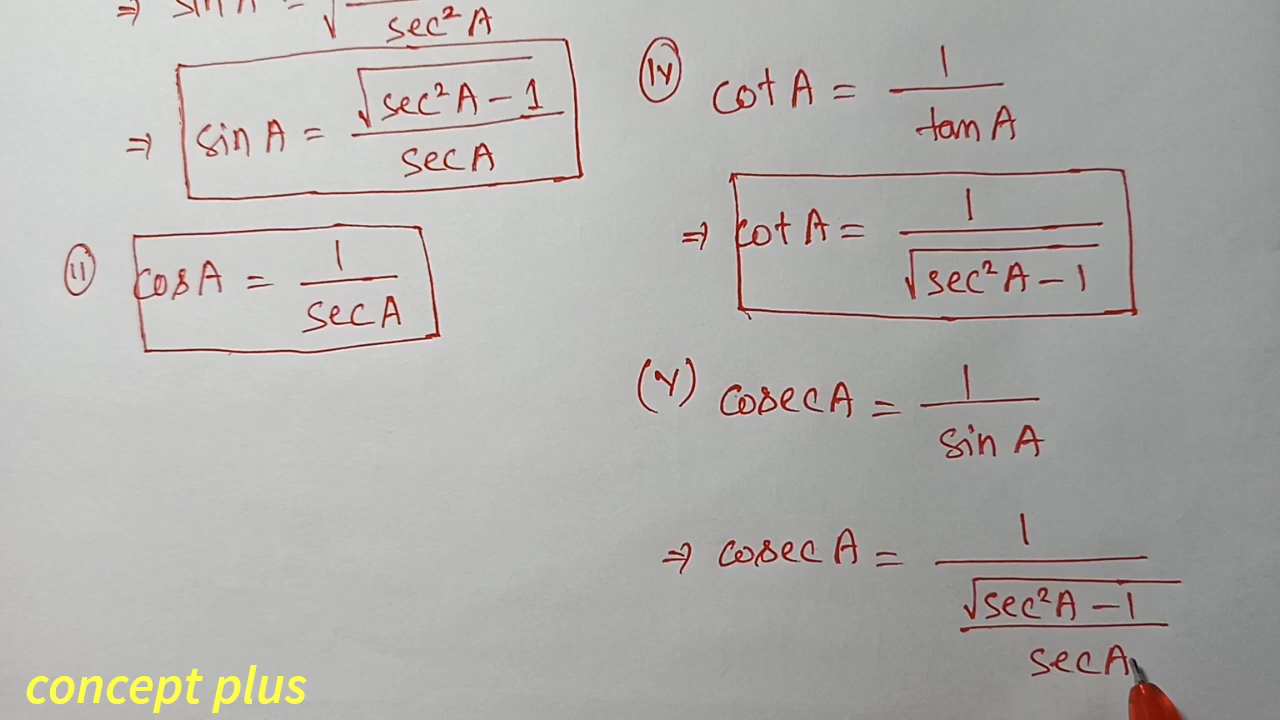 ⇒ sin A = √ / sec²A
⇒ sin A = √(sec²A − 1) / sec A
(ii) cos A = 1 / sec A
(iv) cot A = 1 / tan A
⇒ cot A = 1 / √(sec²A − 1)
(v) cosec A = 1 / sin A
⇒ cosec A = 1 / (√(sec²A − 1) / sec A)
concept plus